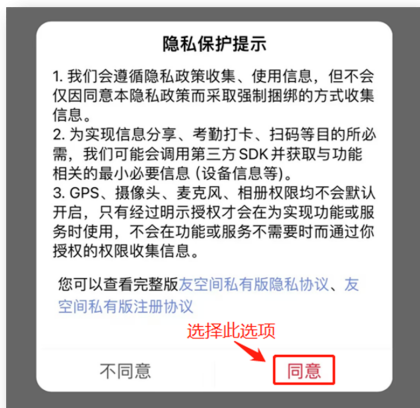 隐私保护提示
1. 我们会遵循隐私政策收集、使用信息，但不会
仅因同意本隐私政策而采取强制捆绑的方式收集
信息。
2. 为实现信息分享、考勤打卡、扫码等目的所必
需，我们可能会调用第三方SDK并获取与功能
相关的最小必要信息 (设备信息等)。
3. GPS、摄像头、麦克风、相册权限均不会默认
开启，只有经过明示授权才会在为实现功能或服
务时使用，不会在功能或服务不需要时而通过你
授权的权限收集信息。
您可以查看完整版友空间私有版隐私协议、友
空间私有版注册协议
选择此选项
不同意
同意